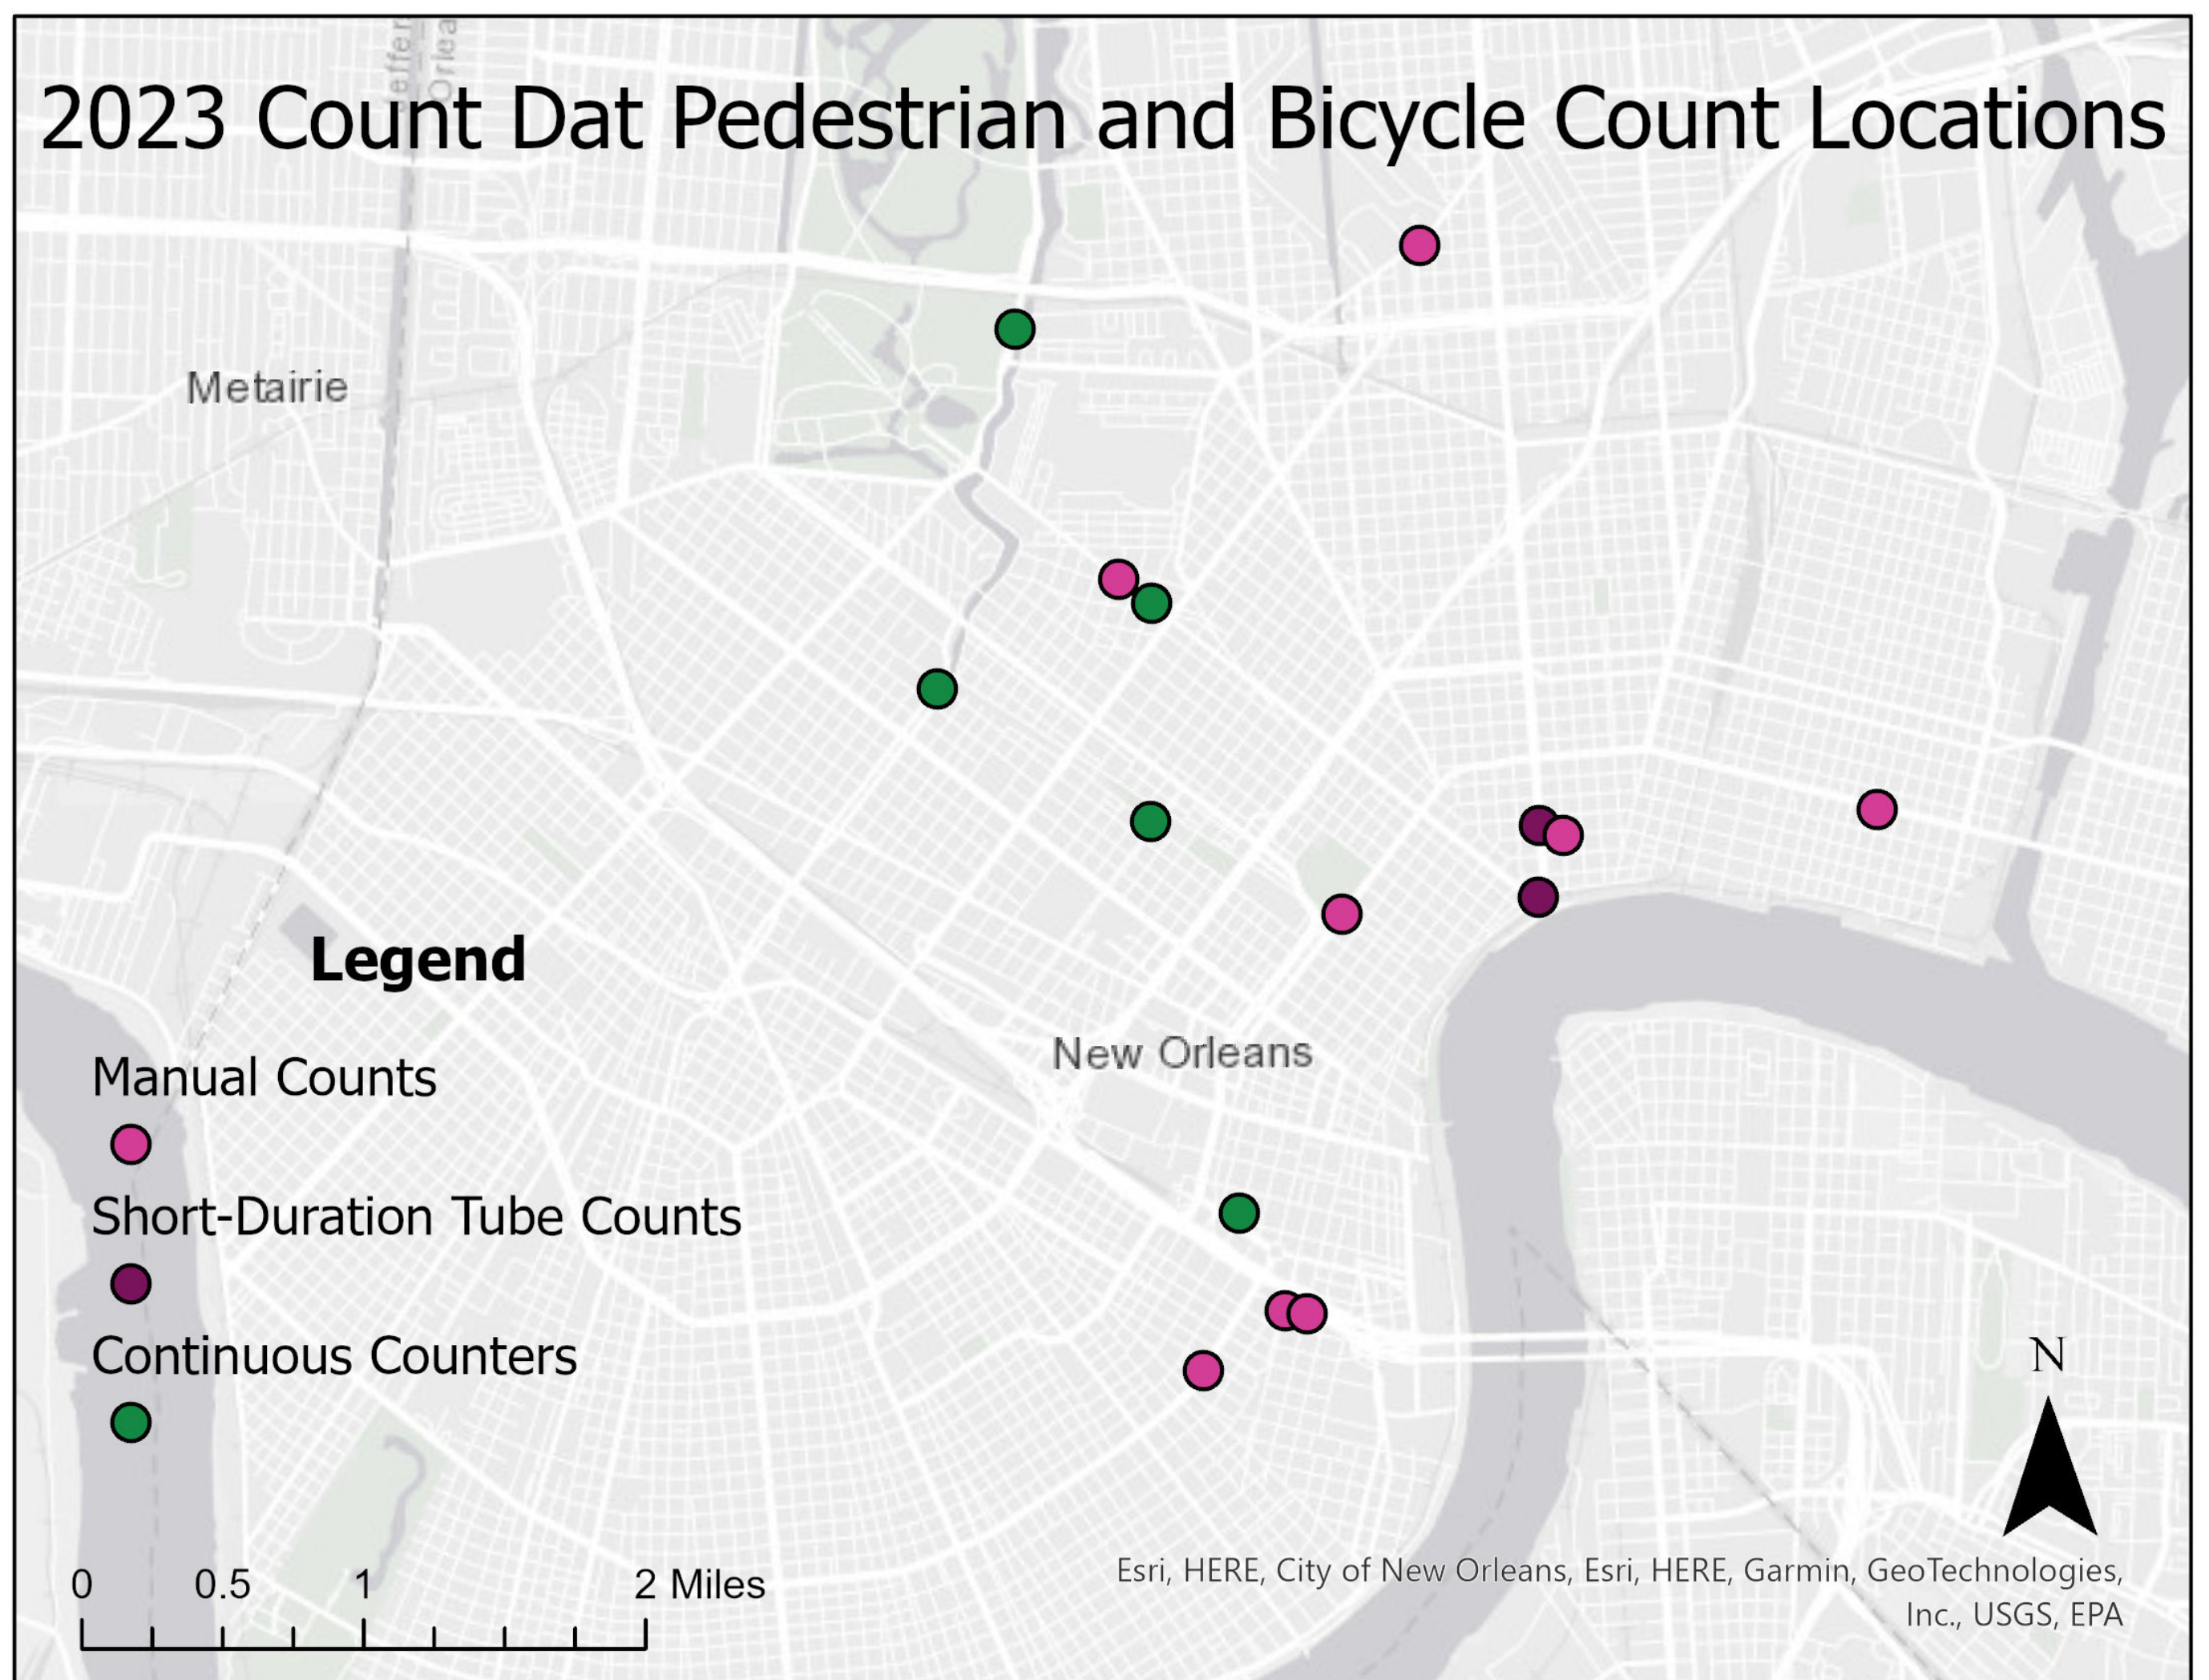 Jeffer
Orlea
2023 Count Dat Pedestrian and Bicycle Count Locations
Metairie
New Orleans
Legend
Manual Counts
Short-Duration Tube Counts
Continuous Counters
N
0 0.5 1 2 Miles
Esri, HERE, City of New Orleans, Esri, HERE, Garmin, GeoTechnologies,
Inc., USGS, EPA